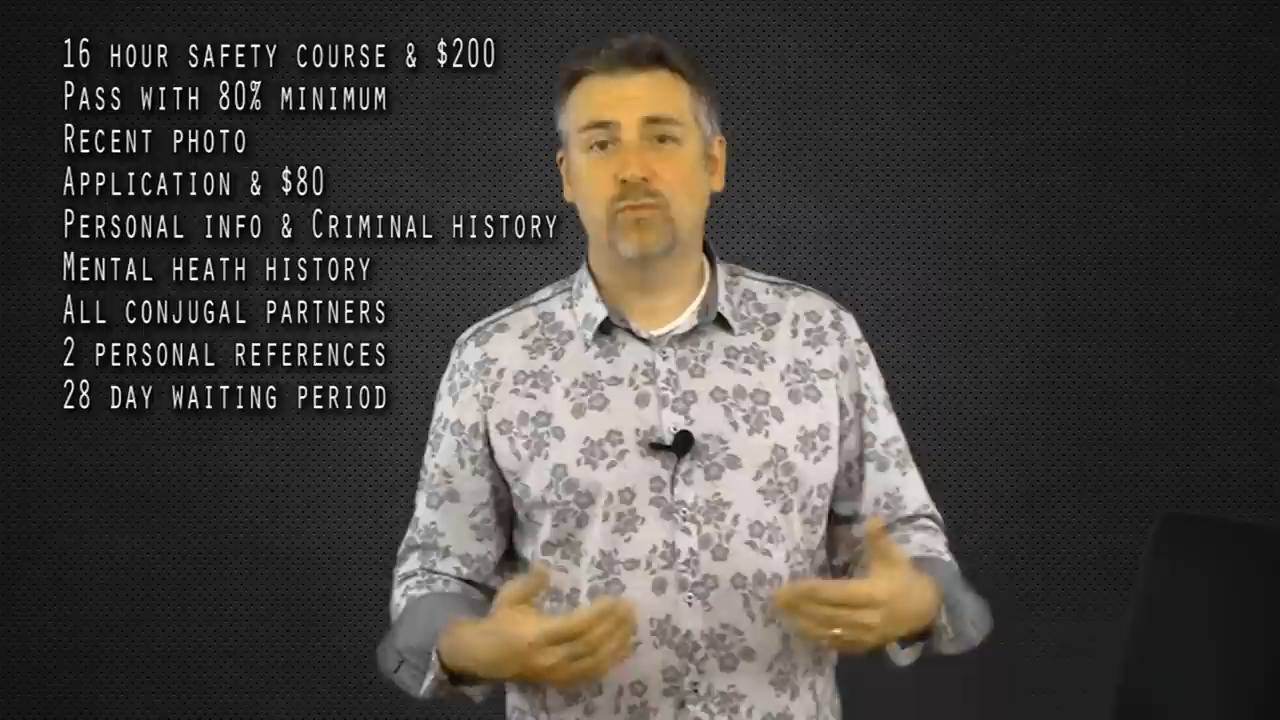 16 HOUR SAFETY COURSE & $200
PASS WITH 80% MINIMUM
RECENT PHOTO
APPLICATION & $80
PERSONAL INFO & CRIMINAL HISTORY
MENTAL HEATH HISTORY
ALL CONJUGAL PARTNERS
2 PERSONAL REFERENCES
28 DAY WAITING PERIOD